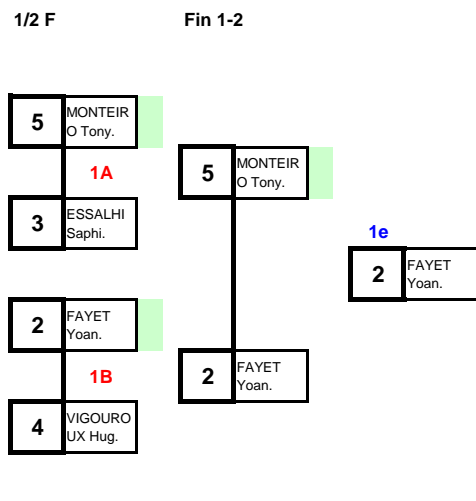 1/2 F
Fin 1-2
5
MONTEIR
O Tony.
1A
3
ESSALHI
Saphi.
2
FAYET
Yoan.
1B
4
VIGOURO
UX Hug.
5
MONTEIR
O Tony.
2
FAYET
Yoan.
1e
2
FAYET
Yoan.